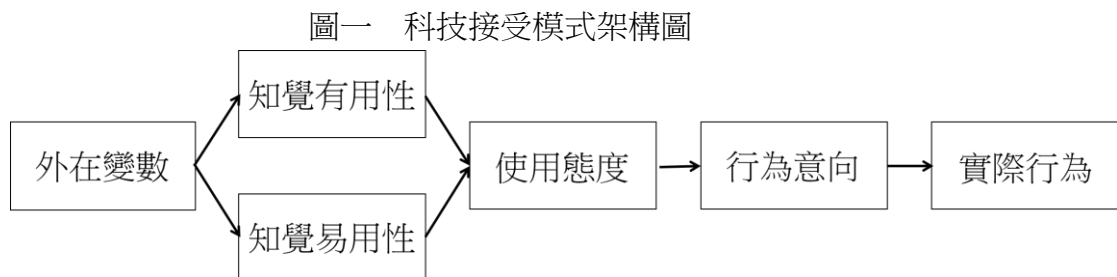 圖一 科技接受模式架構圖
知覺有用性
外在變數
使用態度
行為意向
實際行為
知覺易用性